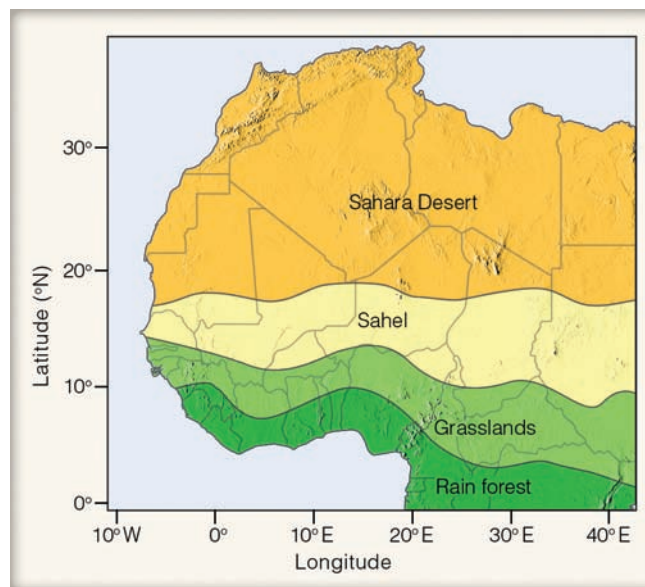 30°
Sahara Desert
20°
Sahel
Latitude (°N)
10°
Grasslands
Rain forest
0°
10°W 0° 10°E 20°E 30°E 40°E
Longitude